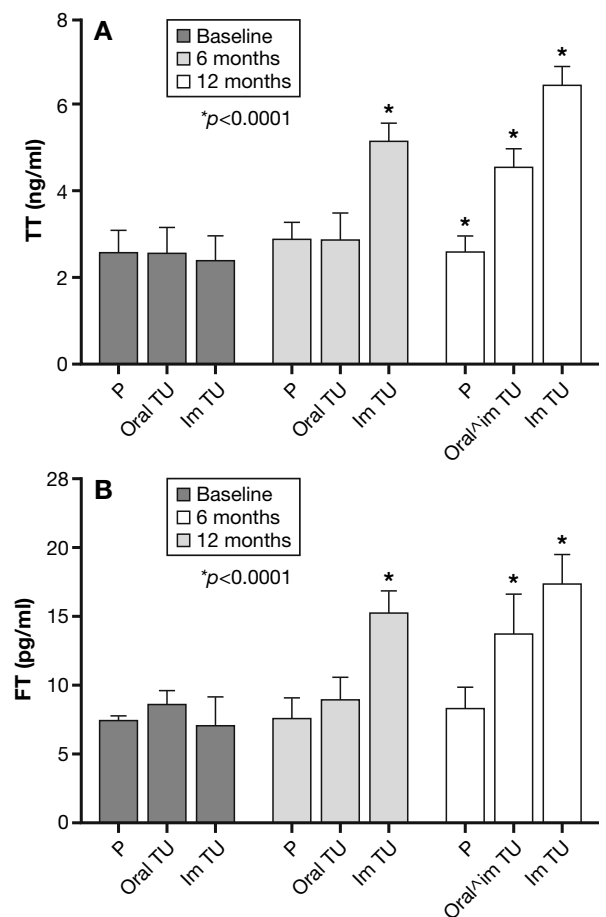 A
Baseline
6 months
12 months
*p<0.0001
TT (ng/ml)
8
6
4
2
0
* * * *
P Oral TU Im TU P Oral TU Im TU P Oral^im TU Im TU
B
Baseline
6 months
12 months
*p<0.0001
FT (pg/ml)
28
20
15
10
5
0
* * *
P Oral TU Im TU P Oral TU Im TU P Oral^im TU Im TU